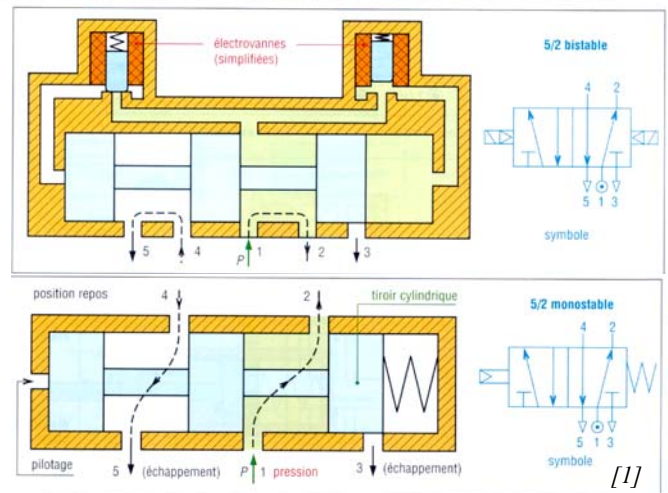 électrovannes
(simplifiées)
5/2 bistable
4 2
5 1 3
symbole
5 4 P 1 2 3
position repos
4 2
tiroir cylindrique
5/2 monostable
4 2
5 1 3
symbole
pilotage
5 (échappement) P 1 pression 3 (échappement)
[1]